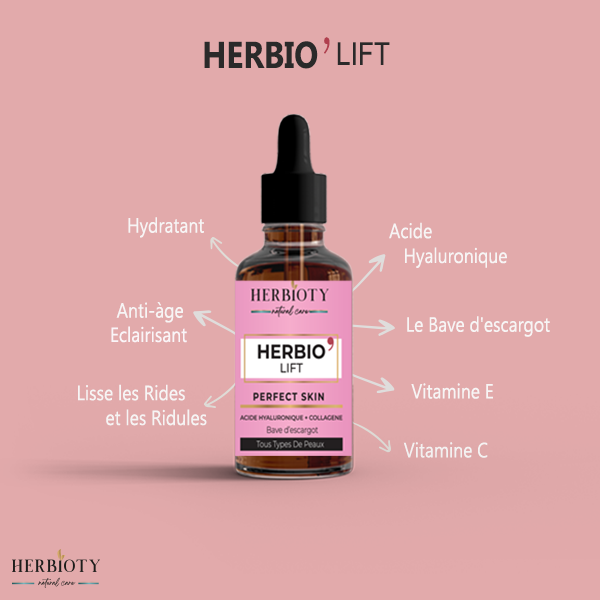 HERBIO'LIFT
Hydratant
Anti-âge
Eclairisant
Lisse les Rides
et les Ridules
HERBIOTY
natural care
HERBIO'
LIFT
PERFECT SKIN
ACIDE HYALURONIQUE + COLLAGENE
Bave d'escargot
Tous Types De Peaux
Acide
Hyaluronique
Le Bave d'escargot
Vitamine E
Vitamine C
HERBIOTY
natural care